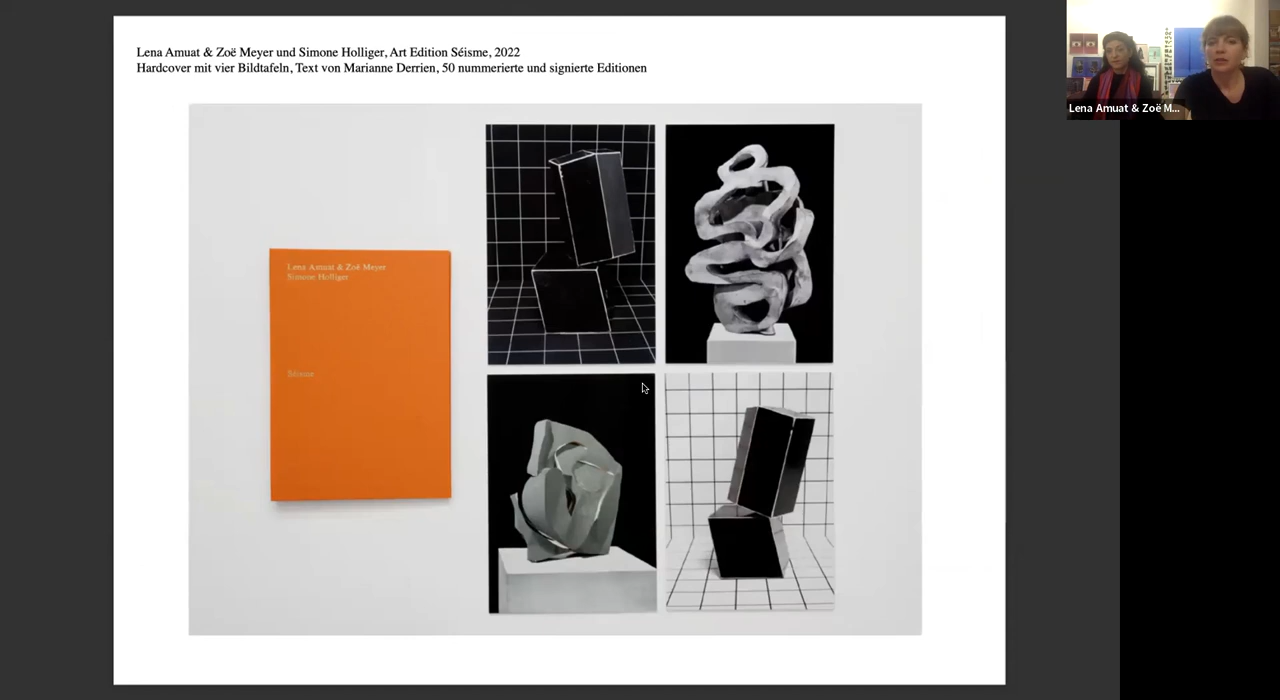 Lena Amuat & Zoë Meyer und Simone Holliger, Art Edition Séisme, 2022
Hardcover mit vier Bildtafeln, Text von Marianne Derrien, 50 nummerierte und signierte Editionen
Lena Amuat & Zoë M...
Lena Amuat & Zoë Meyer
Simone Holliger
Séisme